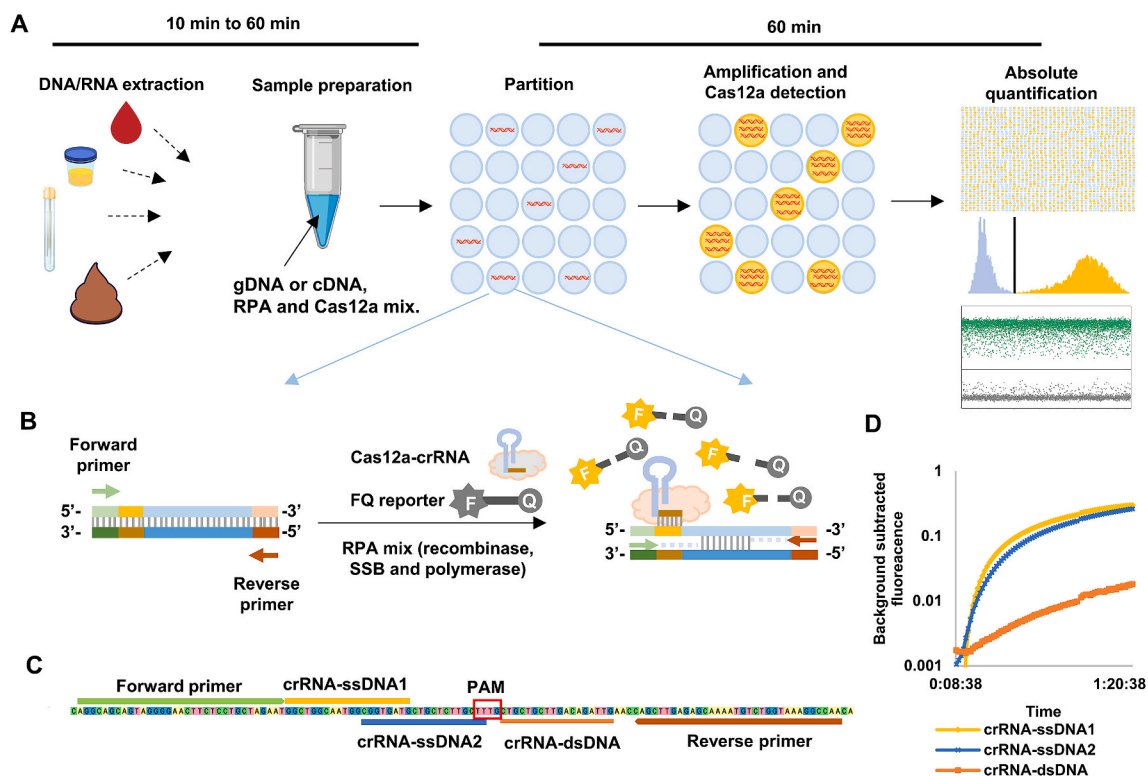 A
10 min to 60 min
60 min
DNA/RNA extraction
Sample preparation
Partition
Amplification and
Cas12a detection
Absolute
quantification
gDNA or cDNA,
RPA and Cas12a mix.
B
Forward
primer
5’-
-3’
3’-
-5’
Reverse
primer
Cas12a-crRNA
FQ reporter
F
Q
RPA mix (recombinase,
SSB and polymerase)
F
Q
F
Q
F
Q
F
Q
5’-
-3’
3’-
-5’
C
Forward primer
crRNA-ssDNA1
PAM
CAGGCAGCAGTAGGGGAACTTCTCCTGCTAGAATGGCTGGCAATGGCGGTGATGCTGCTCTTGCTTTGCTGCTGCTTGACAGATTGAACCAGCTTGAGAGCAAAATGTCTGGTAAAGGCCAACA
crRNA-ssDNA2
crRNA-dsDNA
Reverse primer
D
Background subtracted
fluoreacence
1
0.1
0.01
0.001
0:08:38
1:20:38
Time
crRNA-ssDNA1
crRNA-ssDNA2
crRNA-dsDNA